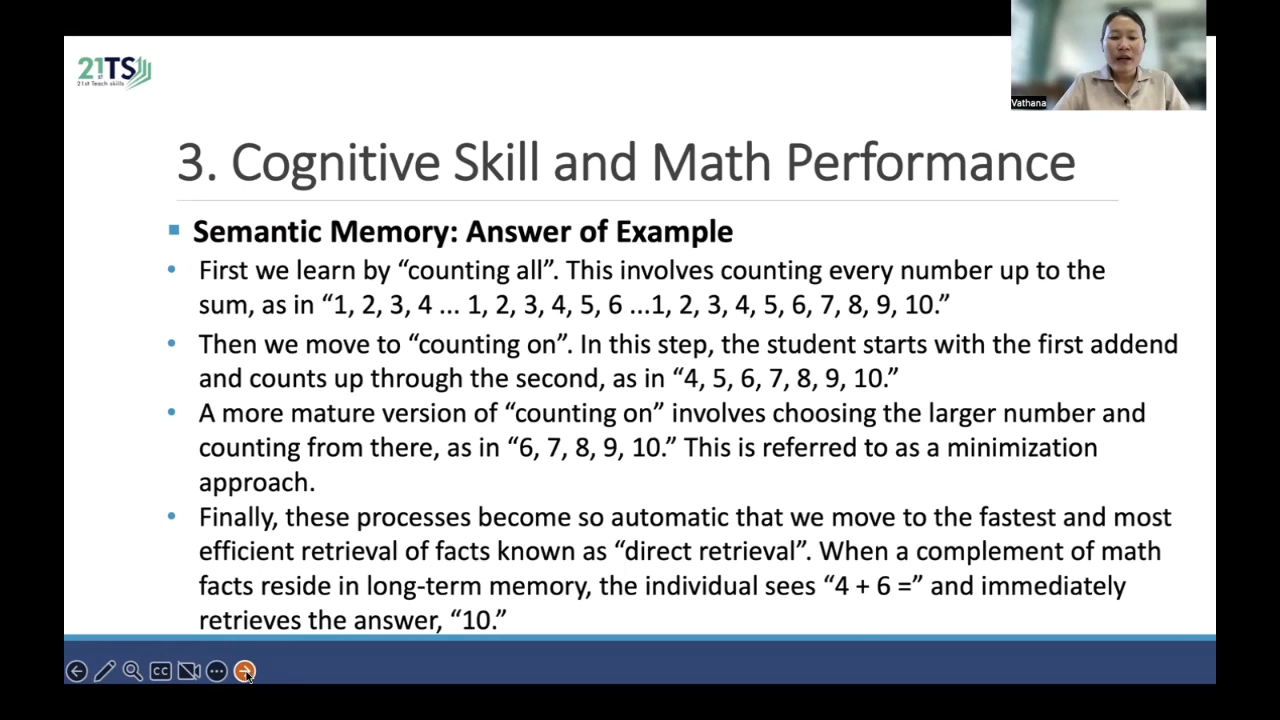 21TS
st
21st Teach skills
Vathana
3. Cognitive Skill and Math Performance
Semantic Memory: Answer of Example
First we learn by “counting all”. This involves counting every number up to the
sum, as in “1, 2, 3, 4 ... 1, 2, 3, 4, 5, 6 ...1, 2, 3, 4, 5, 6, 7, 8, 9, 10.”
Then we move to “counting on”. In this step, the student starts with the first addend
and counts up through the second, as in “4, 5, 6, 7, 8, 9, 10.”
A more mature version of “counting on” involves choosing the larger number and
counting from there, as in “6, 7, 8, 9, 10.” This is referred to as a minimization
approach.
Finally, these processes become so automatic that we move to the fastest and most
efficient retrieval of facts known as “direct retrieval”. When a complement of math
facts reside in long-term memory, the individual sees “4 + 6 =” and immediately
retrieves the answer, “10.”
CC